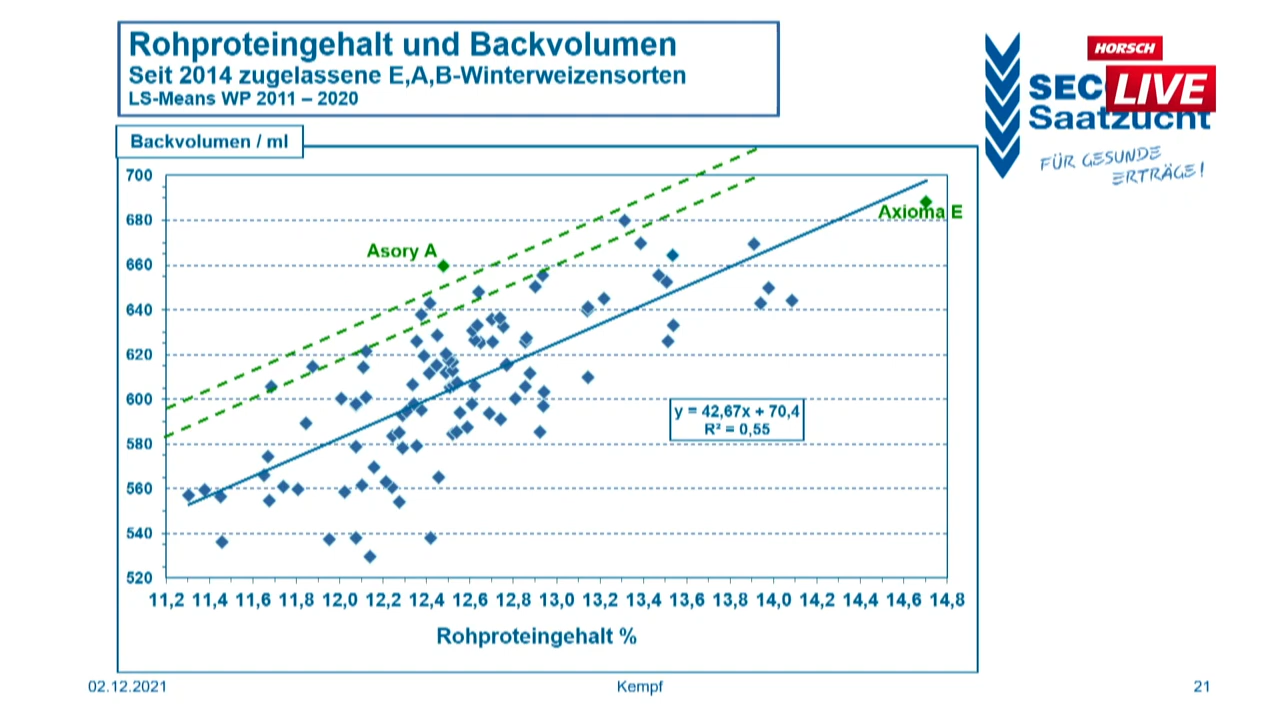 Rohproteingehalt und Backvolumen
Seit 2014 zugelassene E,A,B-Winterweizensorten
LS-Means WP 2011 – 2020
HORSCH
LIVE
SEC
Saatzucht
FÜR GESUNDE
ERTRÄGE!
Backvolumen / ml
700
680
660
640
620
600
580
560
540
520
Asory A
Axioma E
y = 42,67x + 70,4
R² = 0,55
11,2 11,4 11,6 11,8 12,0 12,2 12,4 12,6 12,8 13,0 13,2 13,4 13,6 13,8 14,0 14,2 14,4 14,6 14,8
Rohproteingehalt %
02.12.2021 Kempf 21